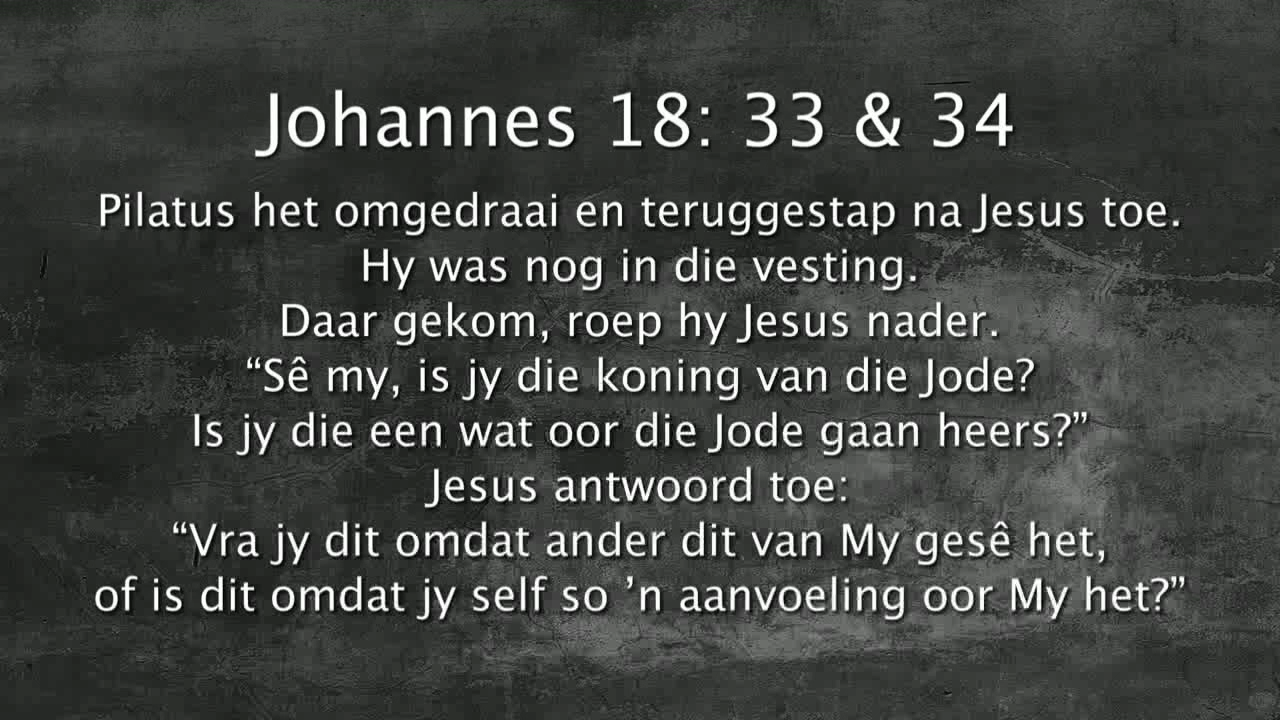 Johannes 18: 33 & 34
Pilatus het omgedraai en teruggestap na Jesus toe.
Hy was nog in die vesting.
Daar gekom, roep hy Jesus nader.
“Sê my, is jy die koning van die Jode?
Is jy die een wat oor die Jode gaan heers?”
Jesus antwoord toe:
“Vra jy dit omdat ander dit van My gesê het,
of is dit omdat jy self so ’n aanvoeling oor My het?”